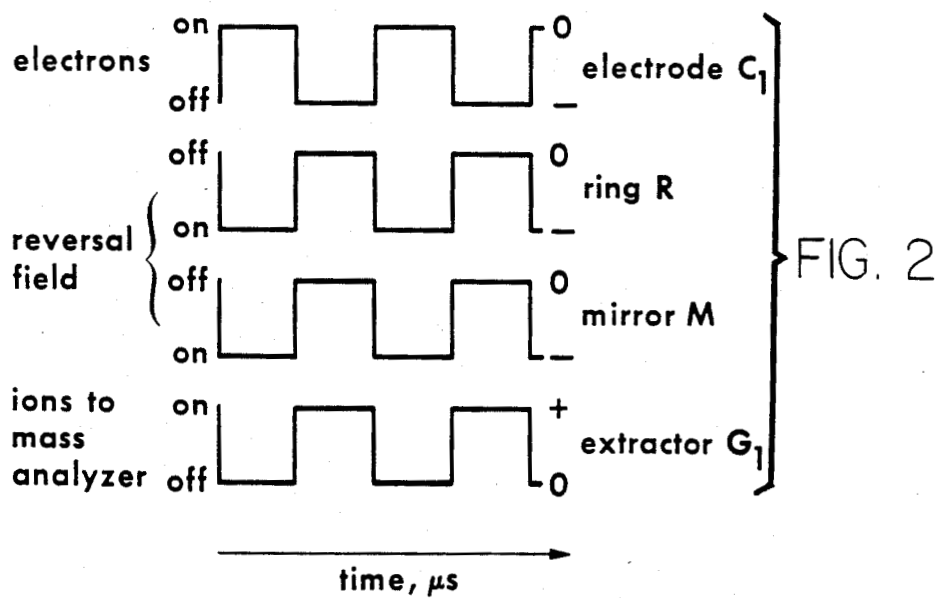 electrons
on
off
0
–
electrode C₁
off
on
0
–
ring R
reversal
field
off
on
0
–
mirror M
ions to
mass
analyzer
on
off
+
0
extractor G₁
FIG. 2
time, μs